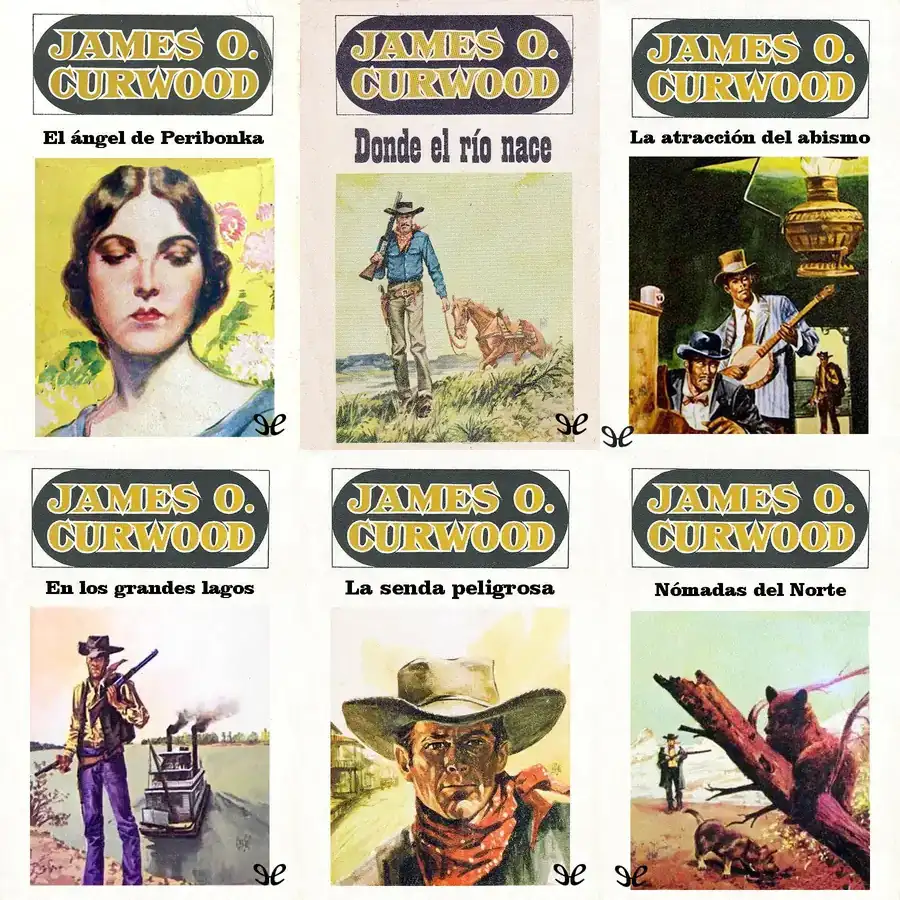 JAMES O.
CURWOOD
El ángel de Peribonka
JAMES O.
CURWOOD
Donde el río nace
JAMES O.
CURWOOD
La atracción del abismo
JAMES O.
CURWOOD
En los grandes lagos
JAMES O.
CURWOOD
La senda peligrosa
JAMES O.
CURWOOD
Nómadas del Norte